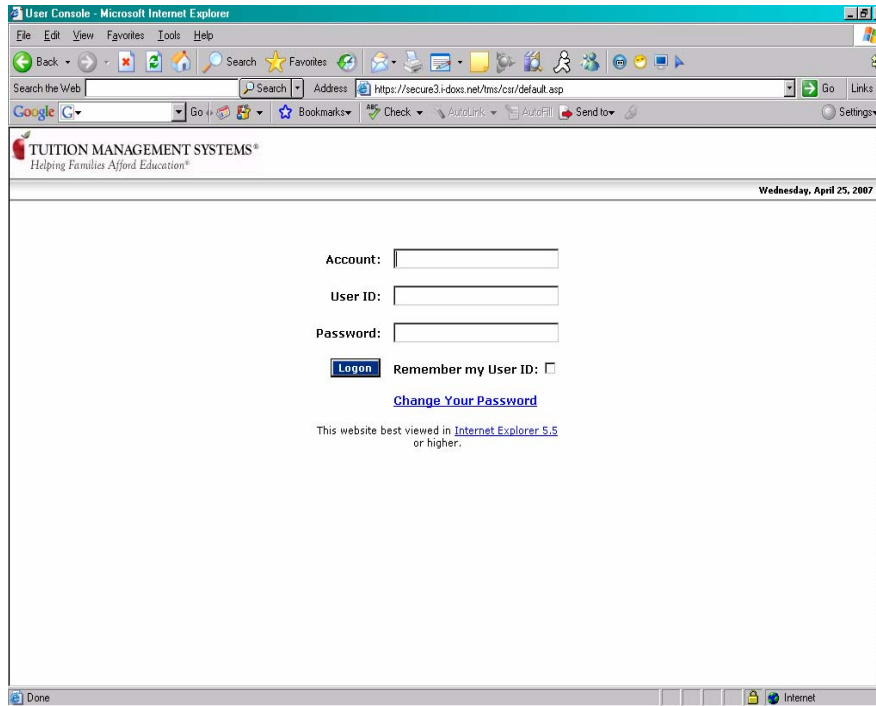 User Console - Microsoft Internet Explorer
File Edit View Favorites Tools Help
Back Search Favorites
Search the Web Search Address https://secure3.i-doxs.net/tms/csr/default.asp Go Links
Google G Go Bookmarks ABC Check AutoLink AutoFill Send to Settings
TUITION MANAGEMENT SYSTEMS®
Helping Families Afford Education®
Wednesday, April 25, 2007
Account:
User ID:
Password:
Logon Remember my User ID:
Change Your Password
This website best viewed in Internet Explorer 5.5
or higher.
Done Internet